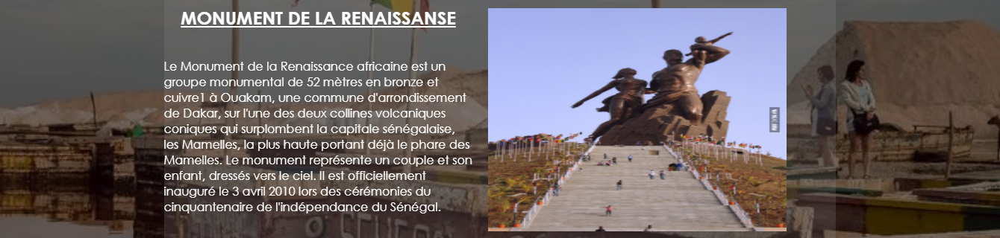 MONUMENT DE LA RENAISSANSE
Le Monument de la Renaissance africaine est un
groupe monumental de 52 mètres en bronze et
cuivre1 à Ouakam, une commune d'arrondissement
de Dakar, sur l'une des deux collines volcaniques
coniques qui surplombent la capitale sénégalaise,
les Mamelles, la plus haute portant déjà le phare des
Mamelles. Le monument représente un couple et son
enfant, dressés vers le ciel. Il est officiellement
inauguré le 3 avril 2010 lors des cérémonies du
cinquantenaire de l'indépendance du Sénégal.